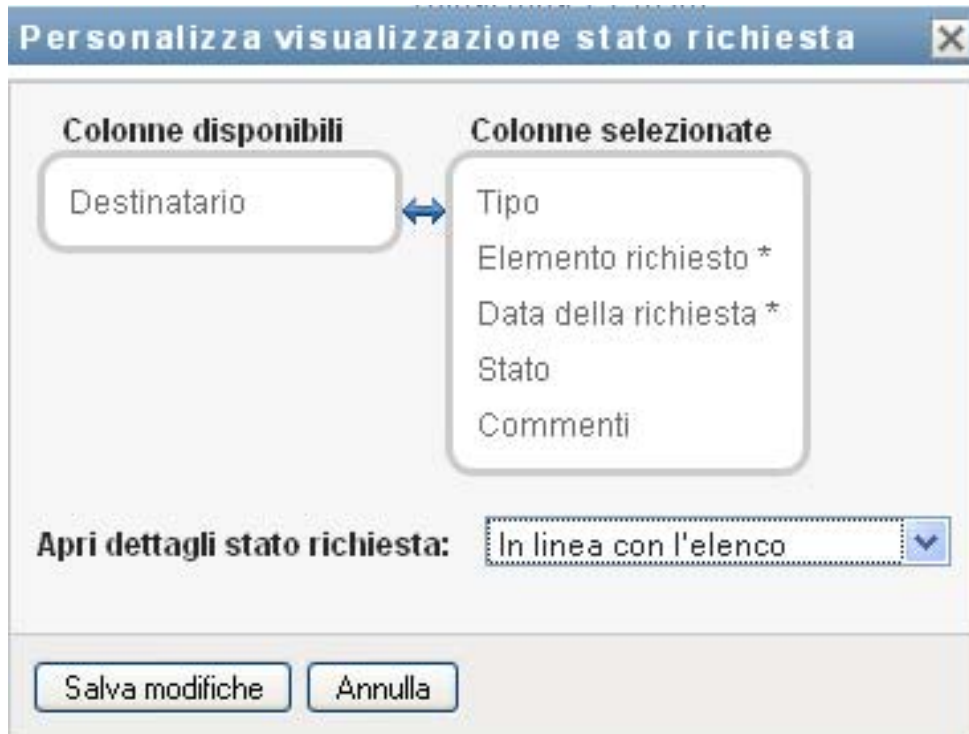 Personalizza visualizzazione stato richiesta
Colonne disponibili
Destinatario
Colonne selezionate
Tipo
Elemento richiesto *
Data della richiesta *
Stato
Commenti
Apri dettagli stato richiesta:
In linea con l'elenco
Salva modifiche
Annulla